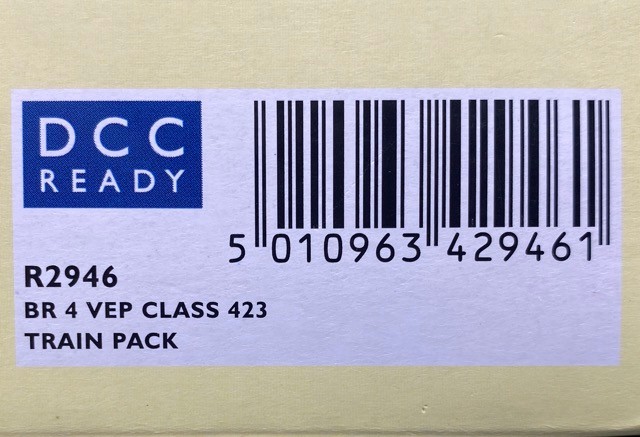 DCC
READY
5 010963 429461
R2946
BR 4 VEP CLASS 423
TRAIN PACK